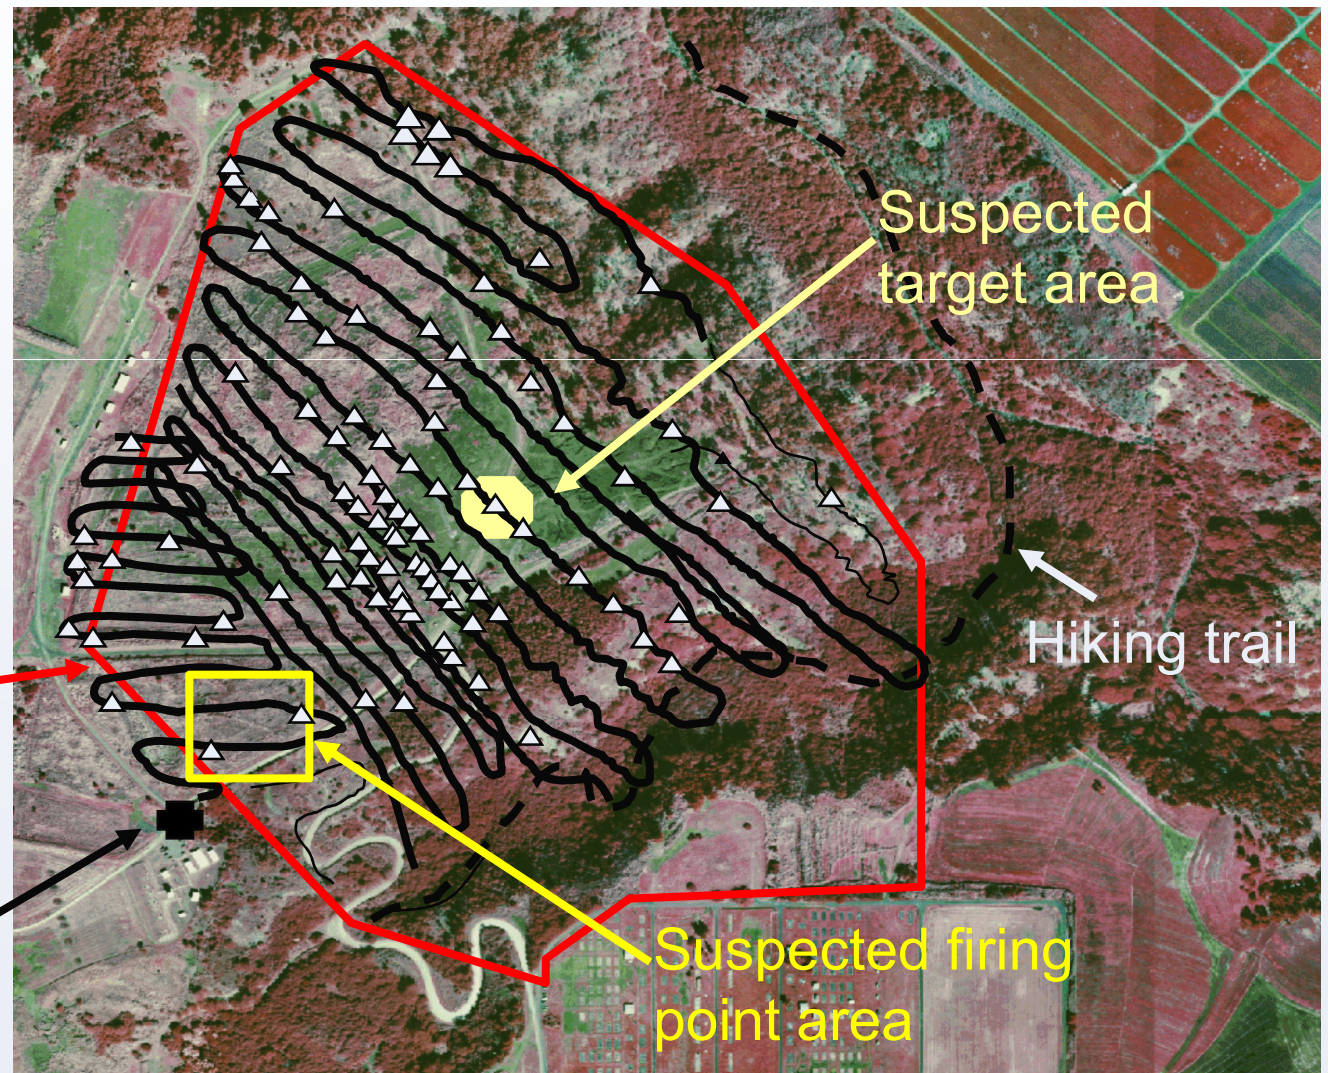 Suspected
target area
Hiking trail
Suspected firing
point area